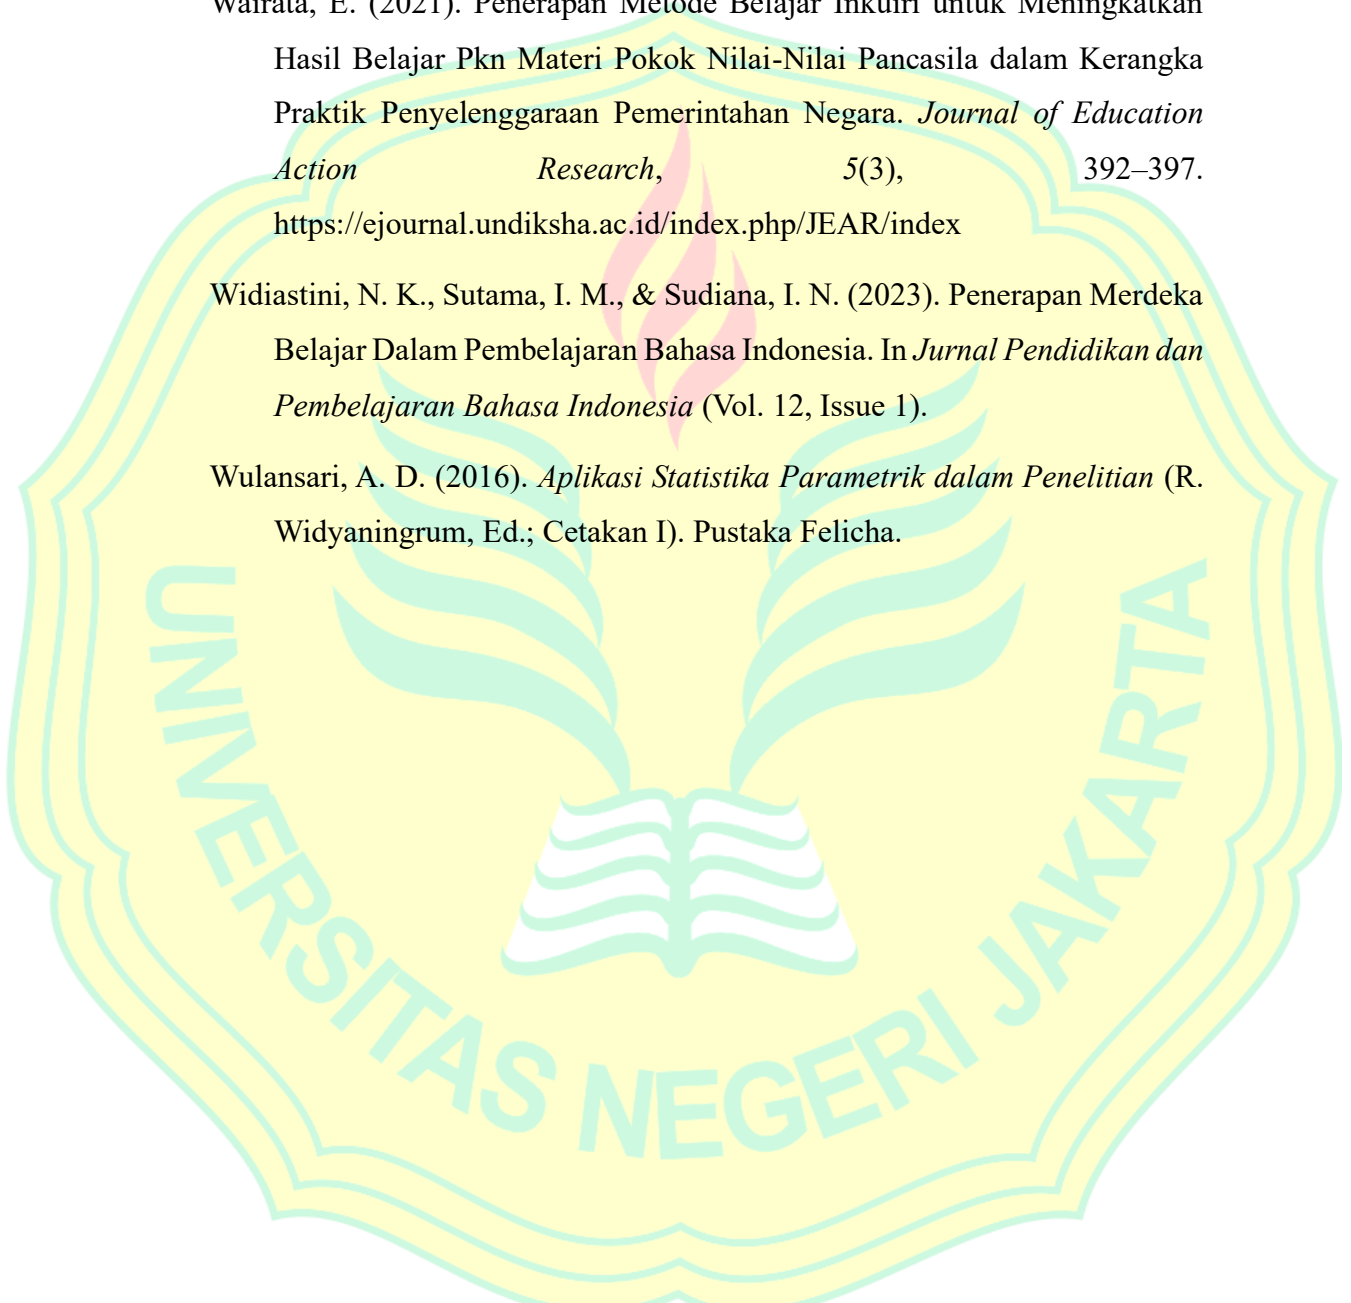 Wairata, E. (2021). Penerapan Metode Belajar Inkuiri untuk Meningkatkan
Hasil Belajar Pkn Materi Pokok Nilai-Nilai Pancasila dalam Kerangka
Praktik Penyelenggaraan Pemerintahan Negara. Journal of Education
Action Research, 5(3), 392–397.
https://ejournal.undiksha.ac.id/index.php/JEAR/index
Widiastini, N. K., Sutama, I. M., & Sudiana, I. N. (2023). Penerapan Merdeka
Belajar Dalam Pembelajaran Bahasa Indonesia. In Jurnal Pendidikan dan
Pembelajaran Bahasa Indonesia (Vol. 12, Issue 1).
Wulansari, A. D. (2016). Aplikasi Statistika Parametrik dalam Penelitian (R.
Widyaningrum, Ed.; Cetakan I). Pustaka Felicha.
UNIVERSITAS NEGERI JAKARTA